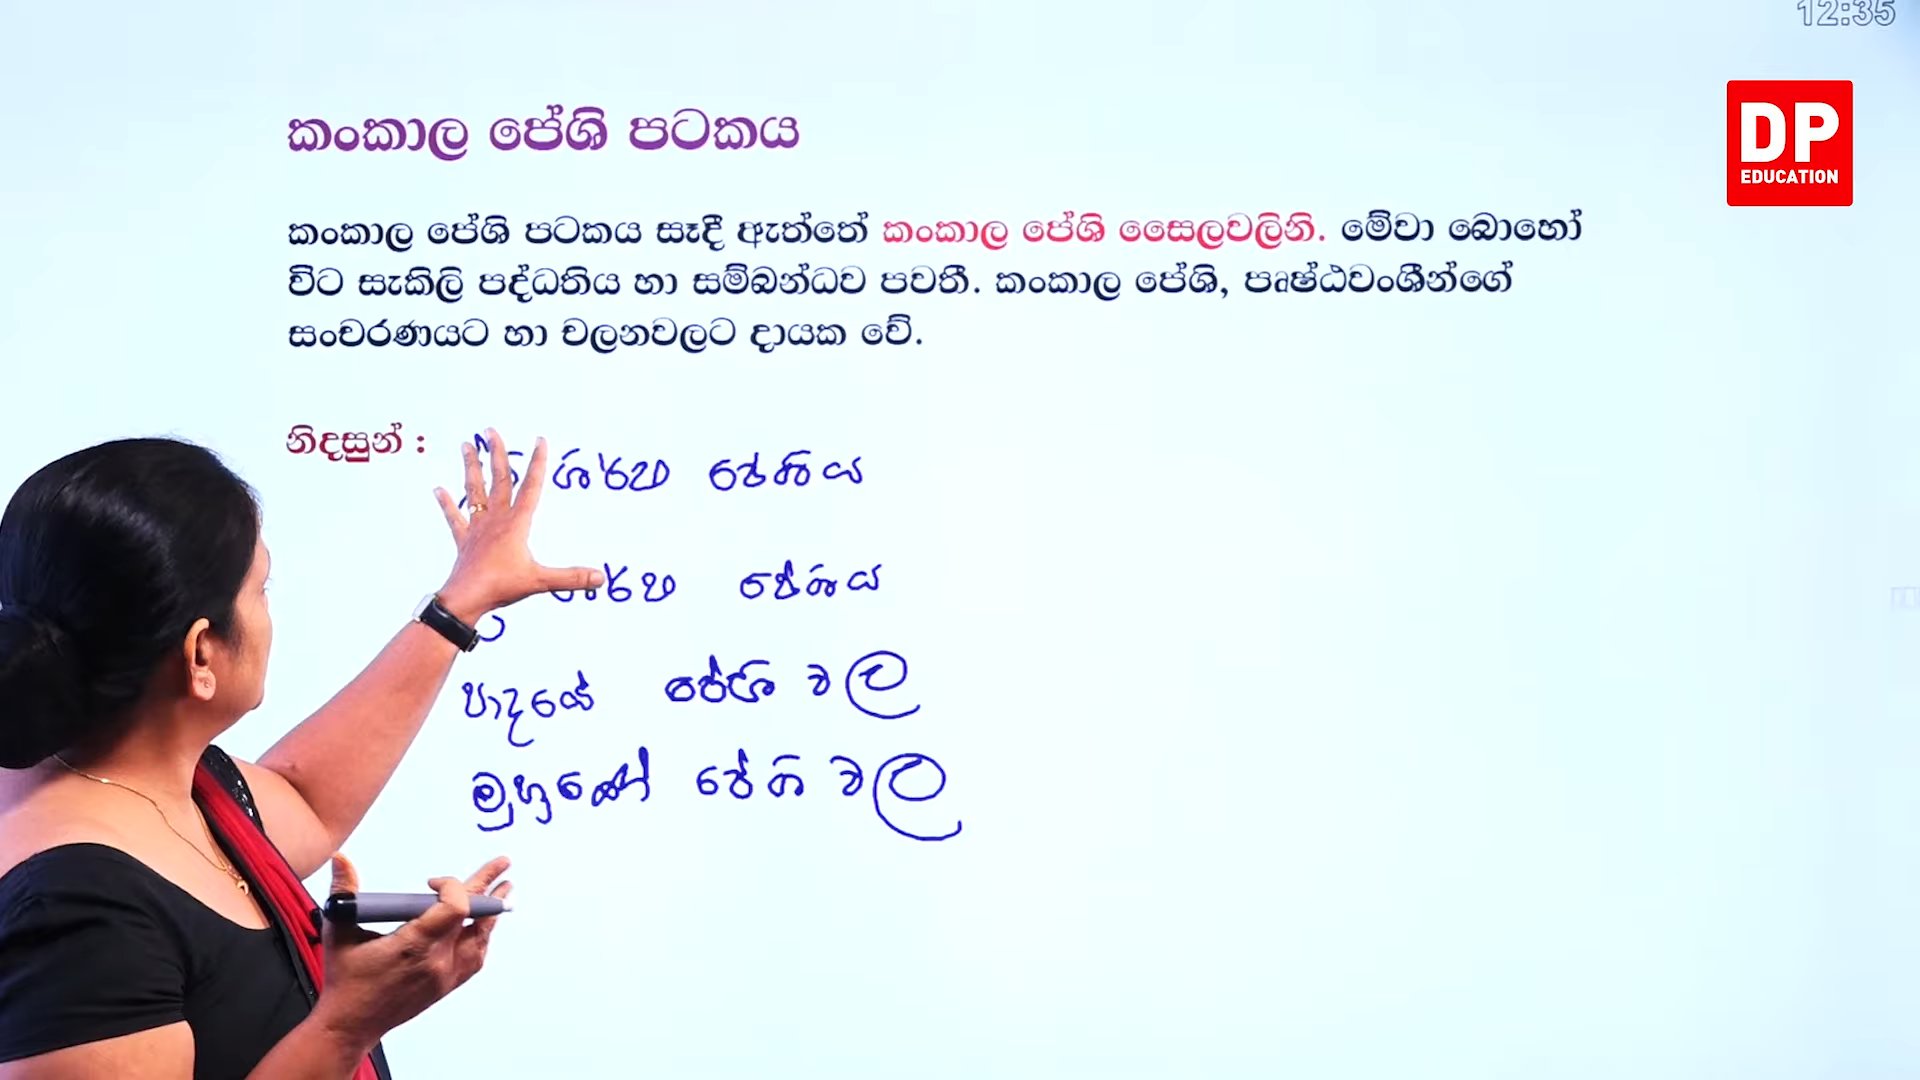 12:35
DP
EDUCATION
කංකාල පේශි පටකය
කංකාල පේශි පටකය සෑදී ඇත්තේ කංකාල පේශි සෛලවලිනි. මේවා බොහෝ
විට සැකිලි පද්ධතිය හා සම්බන්ධව පවතී. කංකාල පේශි, පෘෂ්ඨවංශීන්ගේ
සංචරණයට හා චලනවලට දායක වේ.
නිදසුන් :
ශීර්ෂ පේශිය
ශීර්ෂ පේශිය
පාදයේ පේශි වල
මුහුණේ පේශි වල